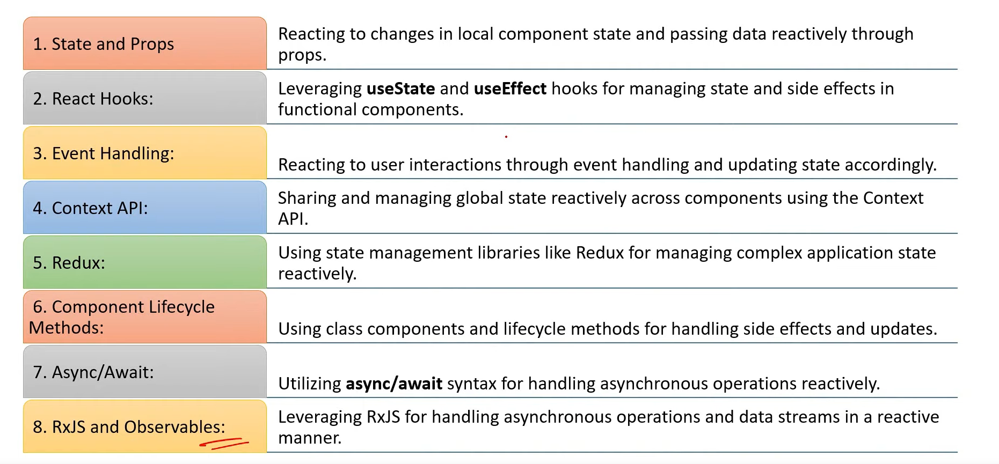 1. State and Props
Reacting to changes in local component state and passing data reactively through
props.
2. React Hooks:
Leveraging useState and useEffect hooks for managing state and side effects in
functional components.
3. Event Handling:
Reacting to user interactions through event handling and updating state accordingly.
4. Context API:
Sharing and managing global state reactively across components using the Context
API.
5. Redux:
Using state management libraries like Redux for managing complex application state
reactively.
6. Component Lifecycle
Methods:
Using class components and lifecycle methods for handling side effects and updates.
7. Async/Await:
Utilizing async/await syntax for handling asynchronous operations reactively.
8. RxJS and Observables:
Leveraging RxJS for handling asynchronous operations and data streams in a reactive
manner.